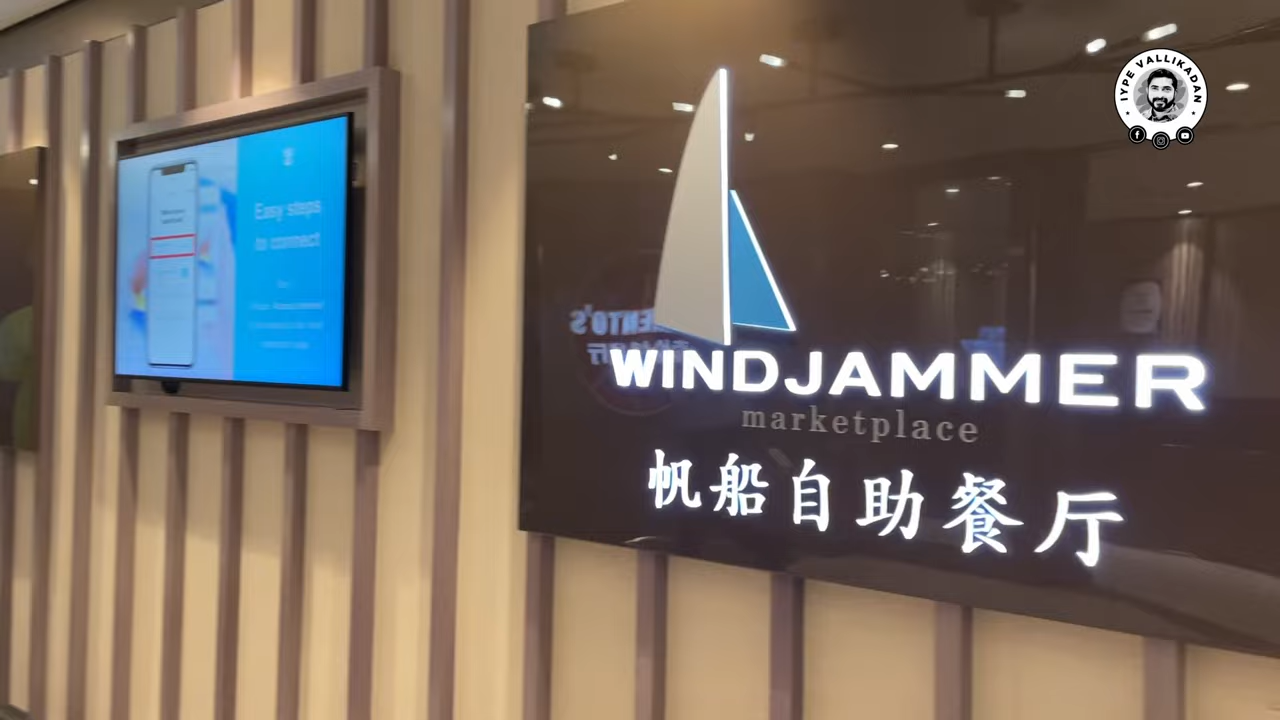 IYPE VALLIKADAN
Easy steps
to connect
WINDJAMMER
marketplace
帆船自助餐厅